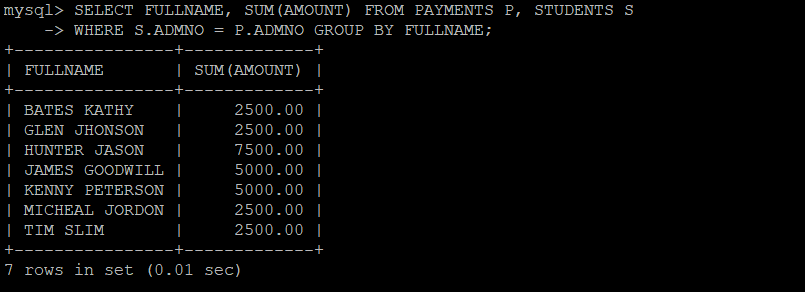 mysql> SELECT FULLNAME, SUM(AMOUNT) FROM PAYMENTS P, STUDENTS S
    -> WHERE S.ADMNO = P.ADMNO GROUP BY FULLNAME;
+----------------+-------------+
| FULLNAME       | SUM(AMOUNT) |
+----------------+-------------+
| BATES KATHY    |     2500.00 |
| GLEN JHONSON   |     2500.00 |
| HUNTER JASON   |     7500.00 |
| JAMES GOODWILL |     5000.00 |
| KENNY PETERSON |     5000.00 |
| MICHEAL JORDON |     2500.00 |
| TIM SLIM       |     2500.00 |
+----------------+-------------+
7 rows in set (0.01 sec)